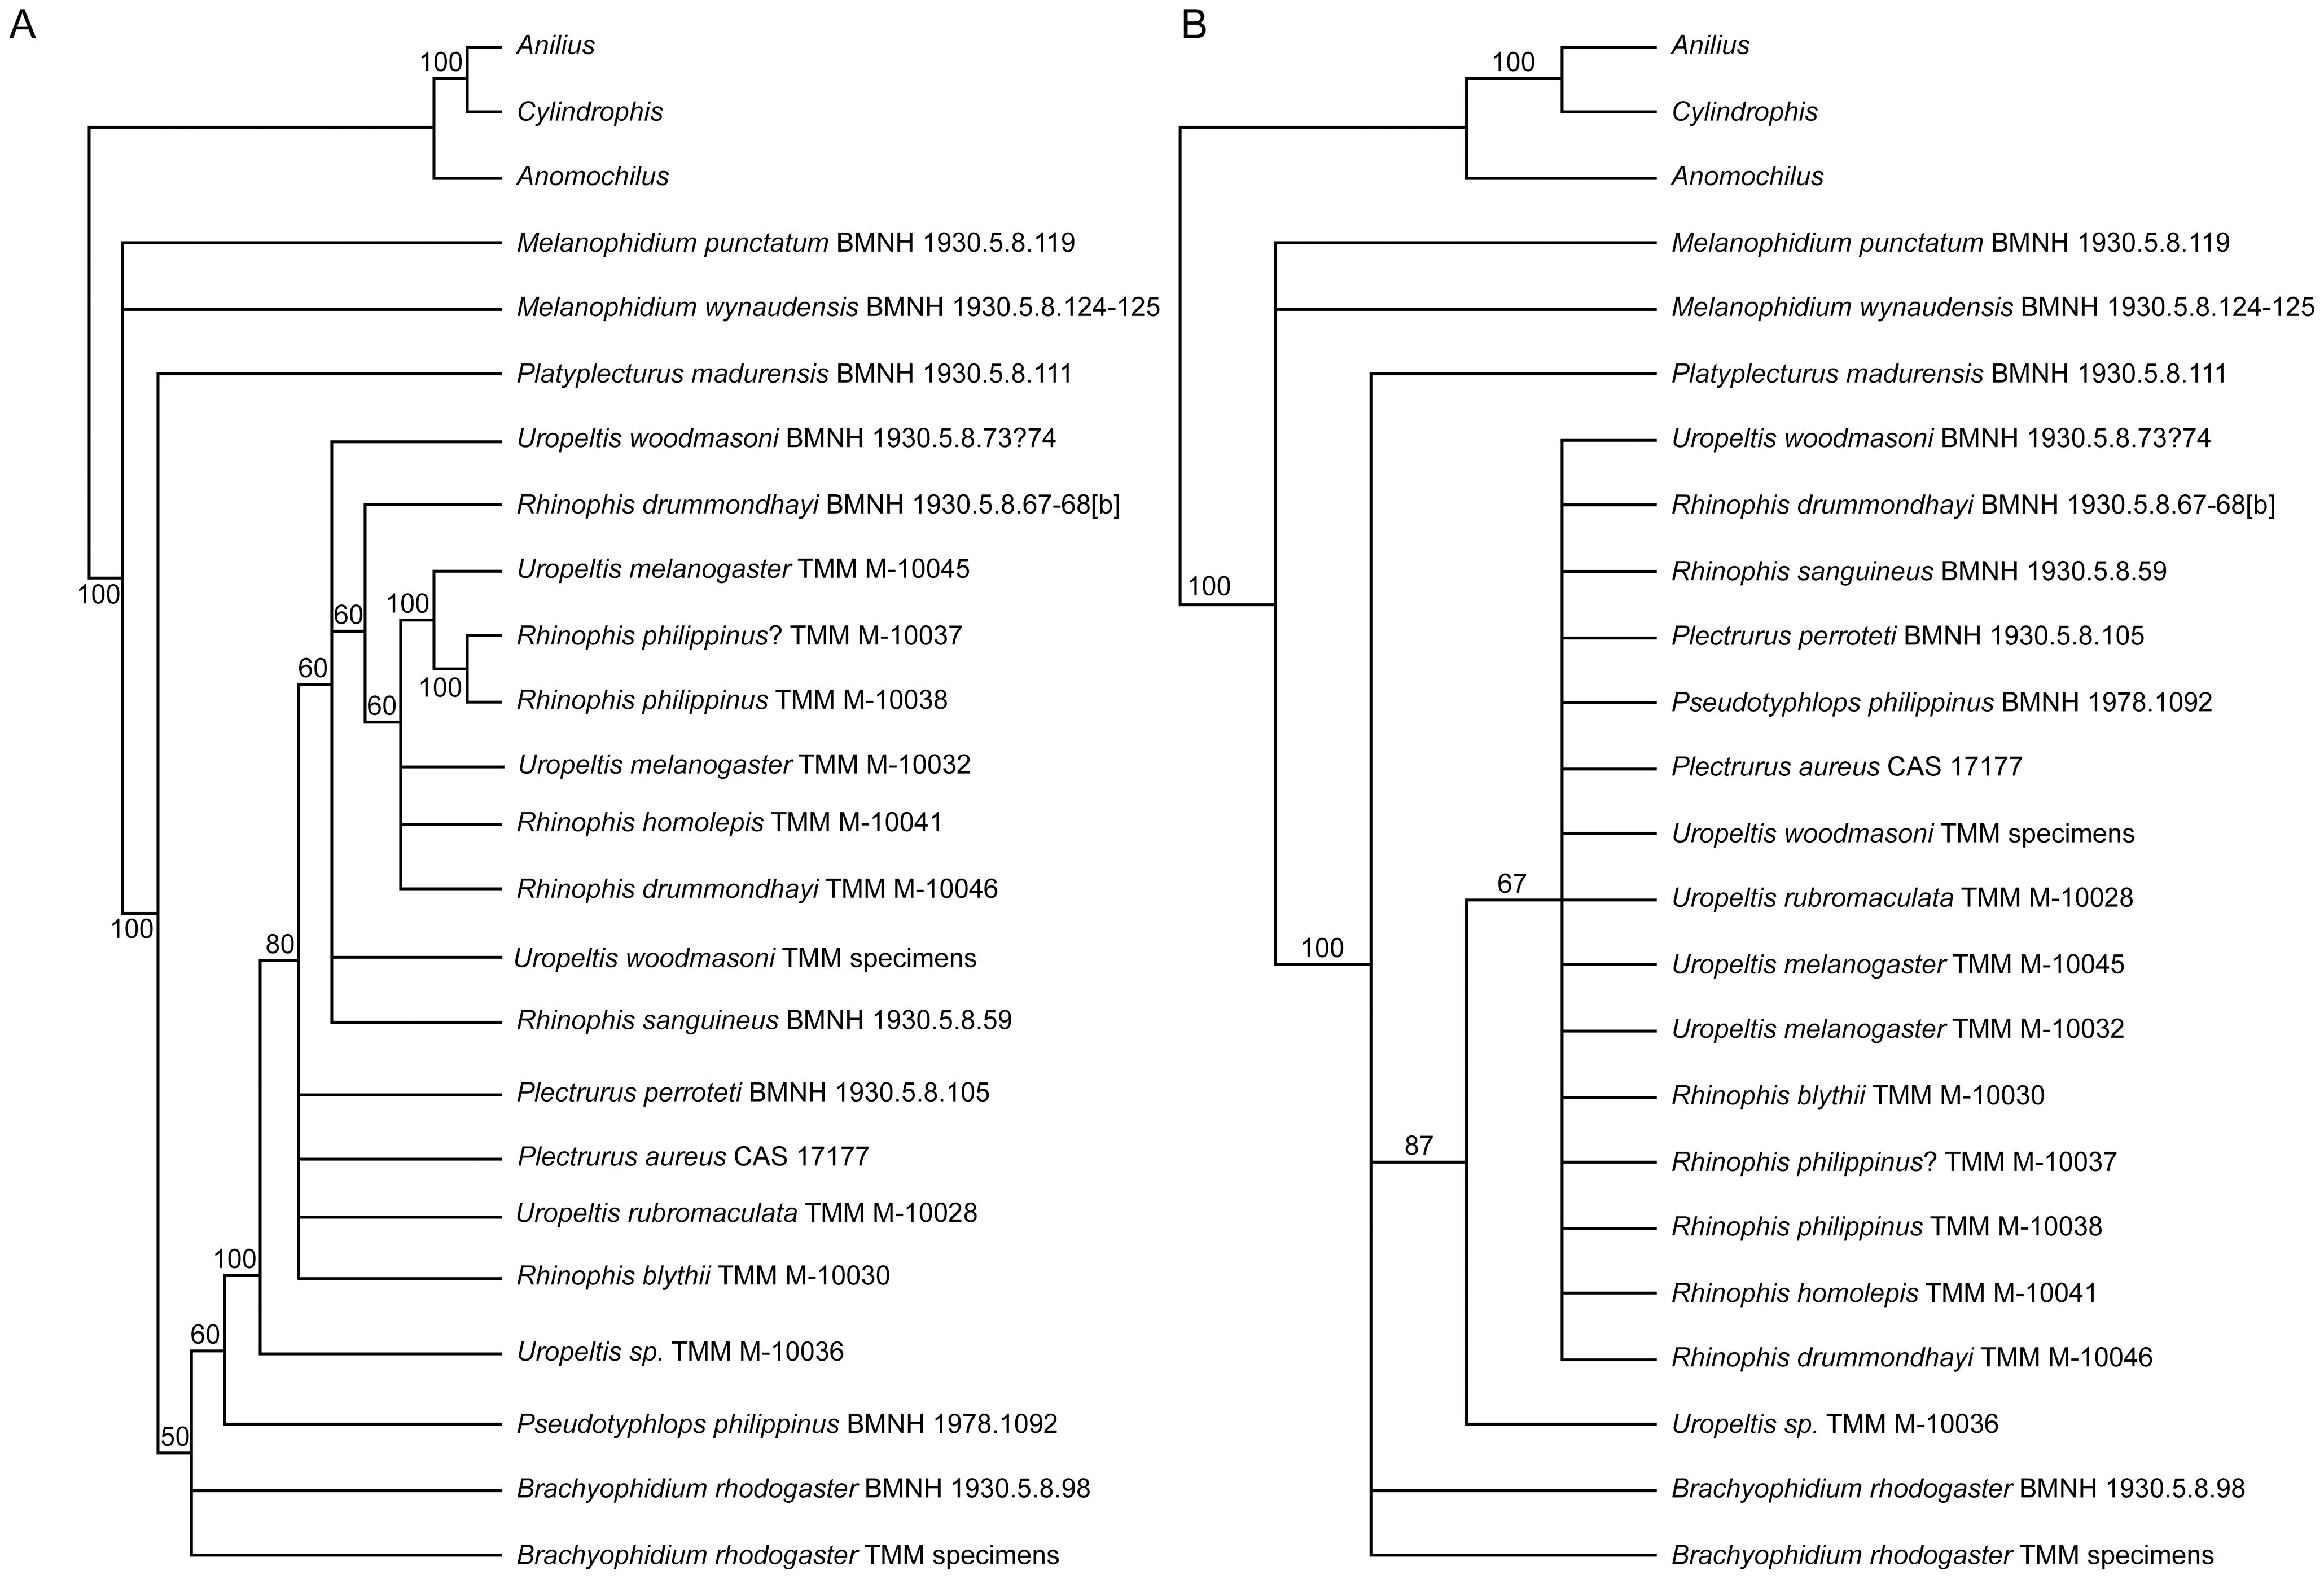 A
100
Anilius
Cylindrophis
Anomochilus
Melanophidium punctatum BMNH 1930.5.8.119
Melanophidium wynaudensis BMNH 1930.5.8.124-125
Platyplecturus madurensis BMNH 1930.5.8.111
Uropeltis woodmasoni BMNH 1930.5.8.73?74
Rhinophis drummondhayi BMNH 1930.5.8.67-68[b]
Uropeltis melanogaster TMM M-10045
100
100
60
Rhinophis philippinus? TMM M-10037
60
100
Rhinophis philippinus TMM M-10038
60
Uropeltis melanogaster TMM M-10032
Rhinophis homolepis TMM M-10041
Rhinophis drummondhayi TMM M-10046
100
80
Uropeltis woodmasoni TMM specimens
Rhinophis sanguineus BMNH 1930.5.8.59
Plectrurus perroteti BMNH 1930.5.8.105
Plectrurus aureus CAS 17177
Uropeltis rubromaculata TMM M-10028
100
Rhinophis blythii TMM M-10030
60
Uropeltis sp. TMM M-10036
50
Pseudotyphlops philippinus BMNH 1978.1092
Brachyophidium rhodogaster BMNH 1930.5.8.98
Brachyophidium rhodogaster TMM specimens
B
100
Anilius
Cylindrophis
Anomochilus
Melanophidium punctatum BMNH 1930.5.8.119
Melanophidium wynaudensis BMNH 1930.5.8.124-125
Platyplecturus madurensis BMNH 1930.5.8.111
Uropeltis woodmasoni BMNH 1930.5.8.73?74
Rhinophis drummondhayi BMNH 1930.5.8.67-68[b]
Rhinophis sanguineus BMNH 1930.5.8.59
100
Plectrurus perroteti BMNH 1930.5.8.105
Pseudotyphlops philippinus BMNH 1978.1092
Plectrurus aureus CAS 17177
Uropeltis woodmasoni TMM specimens
67
Uropeltis rubromaculata TMM M-10028
100
Uropeltis melanogaster TMM M-10045
Uropeltis melanogaster TMM M-10032
Rhinophis blythii TMM M-10030
87
Rhinophis philippinus? TMM M-10037
Rhinophis philippinus TMM M-10038
Rhinophis homolepis TMM M-10041
Rhinophis drummondhayi TMM M-10046
Uropeltis sp. TMM M-10036
Brachyophidium rhodogaster BMNH 1930.5.8.98
Brachyophidium rhodogaster TMM specimens